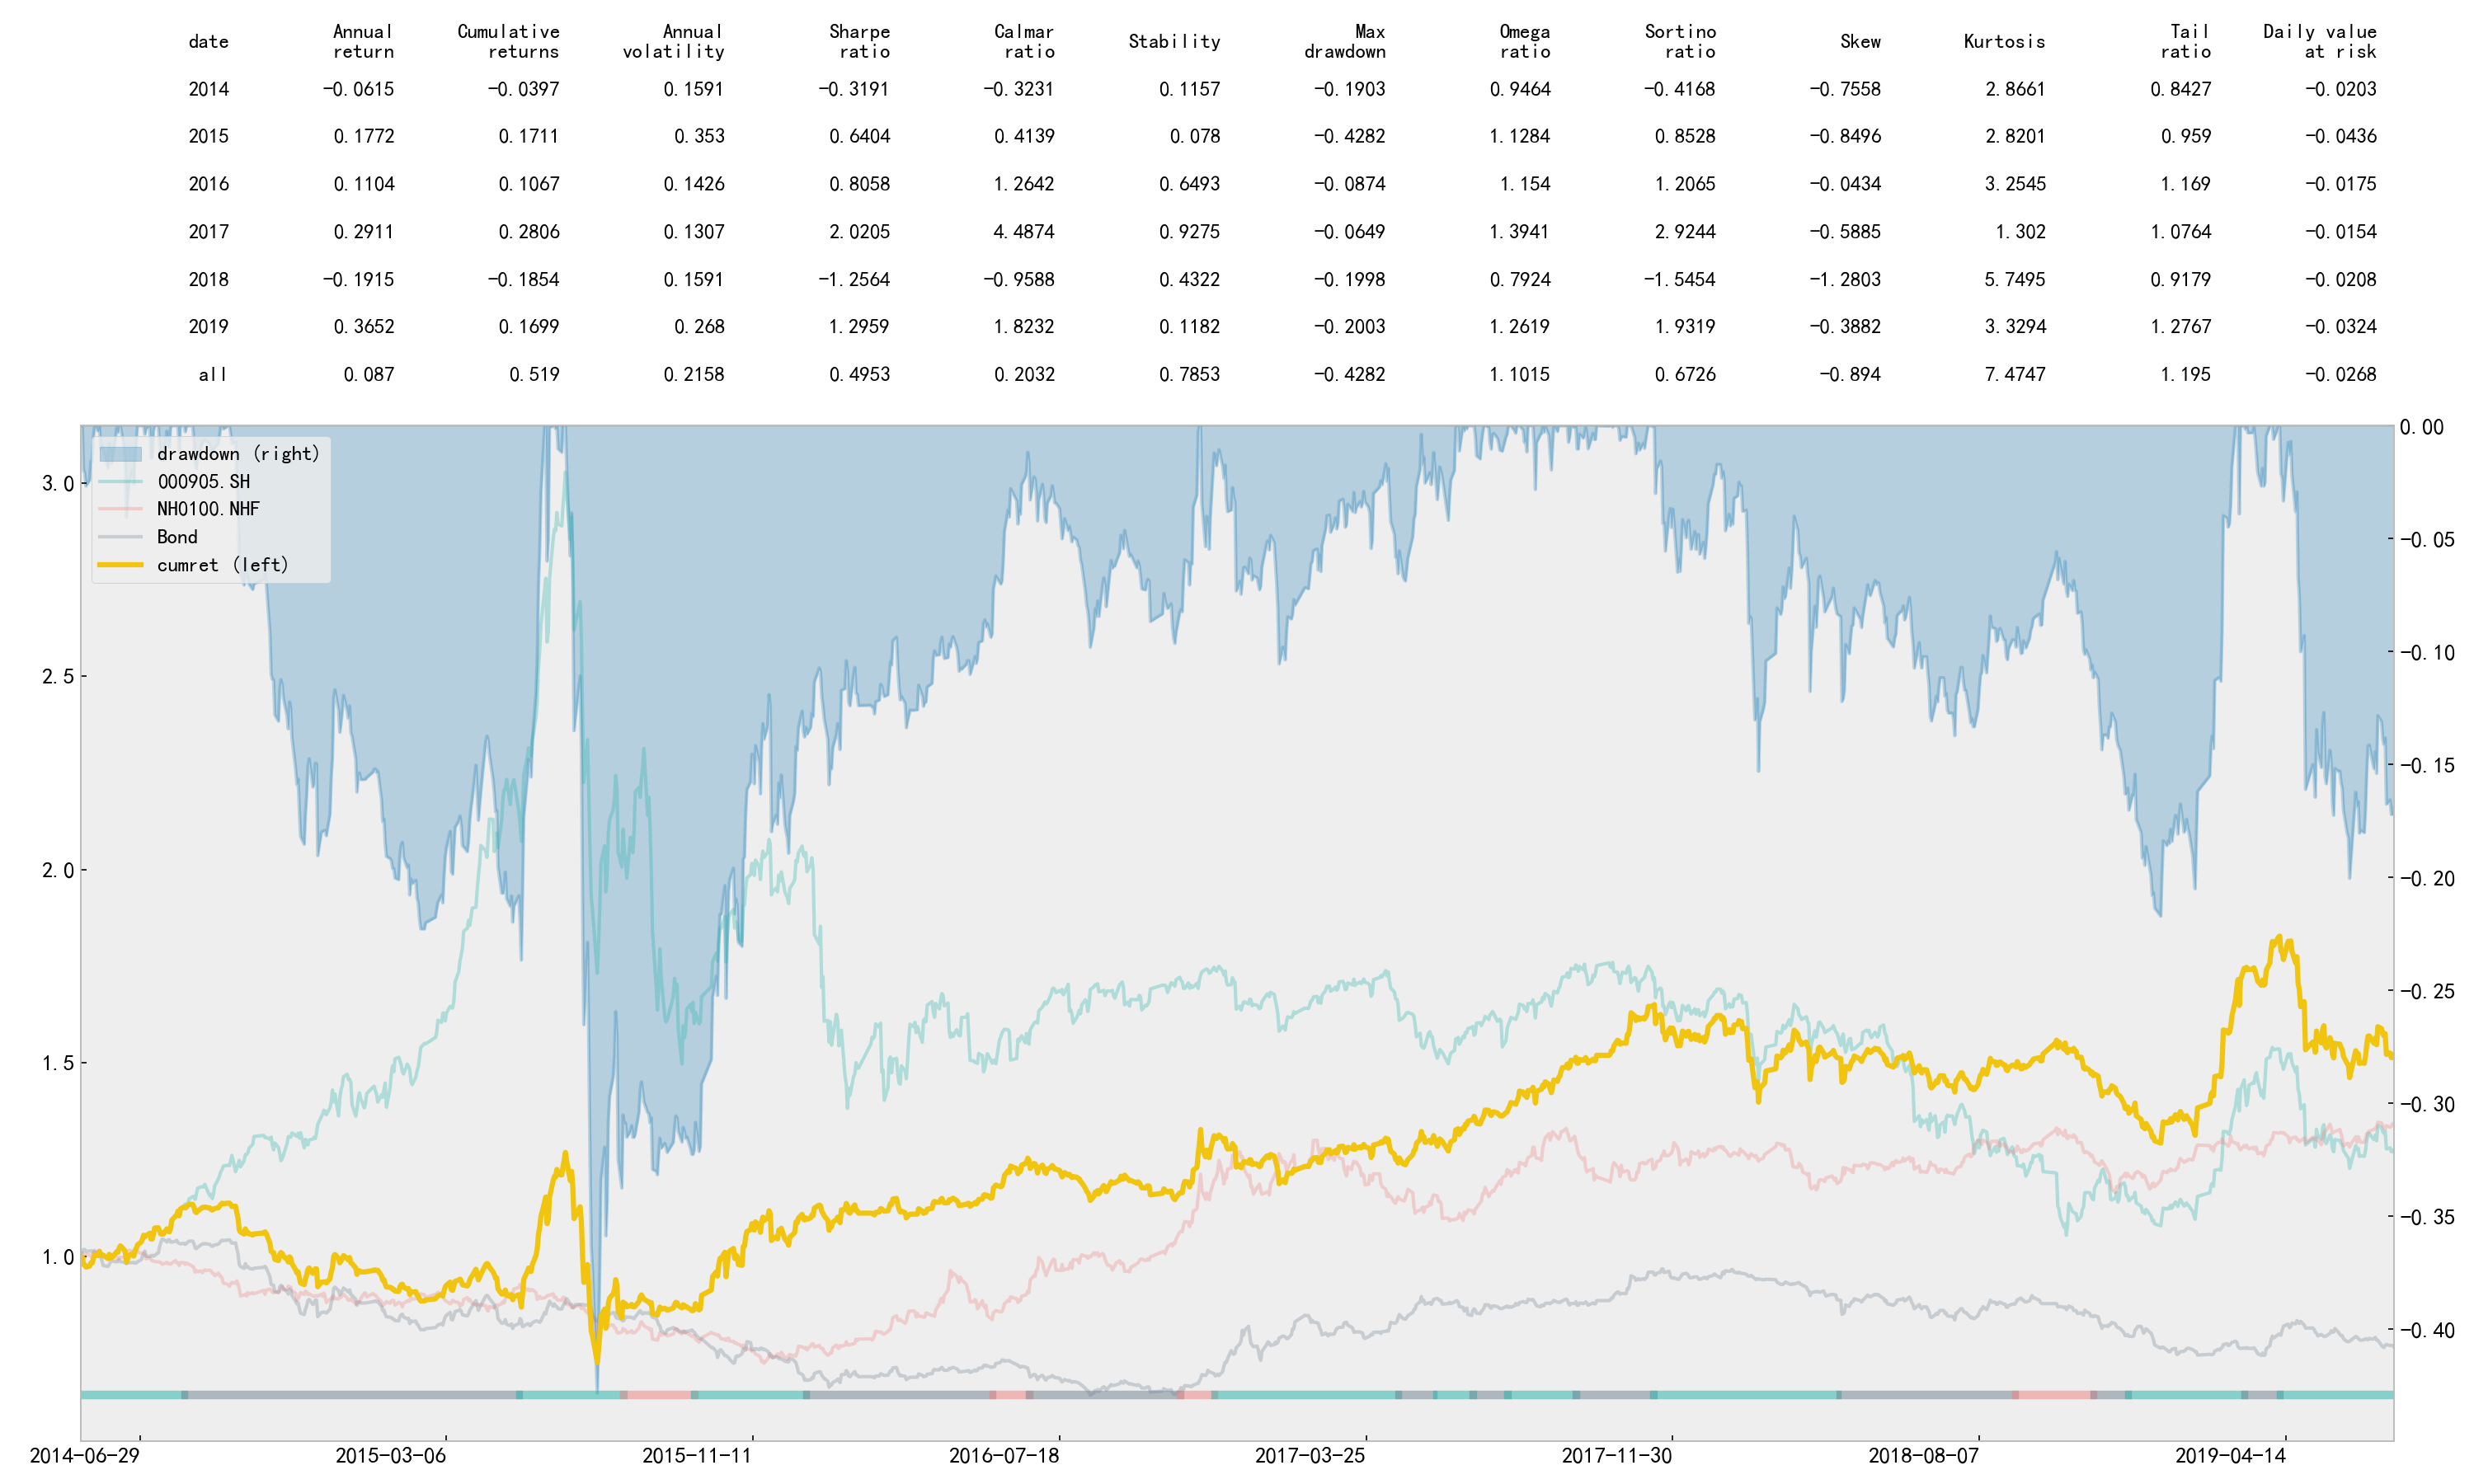 date Annual return Cumulative returns Annual volatility Sharpe ratio Calmar ratio Stability Max drawdown Omega ratio Sortino ratio Skew Kurtosis Tail ratio Daily value at risk
2014 -0.0615 -0.0397 0.1591 -0.3191 -0.3231 0.1157 -0.1903 0.9464 -0.4168 -0.7558 2.8661 0.8427 -0.0203
2015 0.1772 0.1711 0.353 0.6404 0.4139 0.078 -0.4282 1.1284 0.8528 -0.8496 2.8201 0.959 -0.0436
2016 0.1104 0.1067 0.1426 0.8058 1.2642 0.6493 -0.0874 1.154 1.2065 -0.0434 3.2545 1.169 -0.0175
2017 0.2911 0.2806 0.1307 2.0205 4.4874 0.9275 -0.0649 1.3941 2.9244 -0.5885 1.302 1.0764 -0.0154
2018 -0.1915 -0.1854 0.1591 -1.2564 -0.9588 0.4322 -0.1998 0.7924 -1.5454 -1.2803 5.7495 0.9179 -0.0208
2019 0.3652 0.1699 0.268 1.2959 1.8232 0.1182 -0.2003 1.2619 1.9319 -0.3882 3.3294 1.2767 -0.0324
all 0.087 0.519 0.2158 0.4953 0.2032 0.7853 -0.4282 1.1015 0.6726 -0.894 7.4747 1.195 -0.0268
drawdown (right)
000905.SH
NH0100.NHF
Bond
cumret (left)
3.0
2.5
2.0
1.5
1.0
0.00
-0.05
-0.10
-0.15
-0.20
-0.25
-0.30
-0.35
-0.40
2014-06-29 2015-03-06 2015-11-11 2016-07-18 2017-03-25 2017-11-30 2018-08-07 2019-04-14